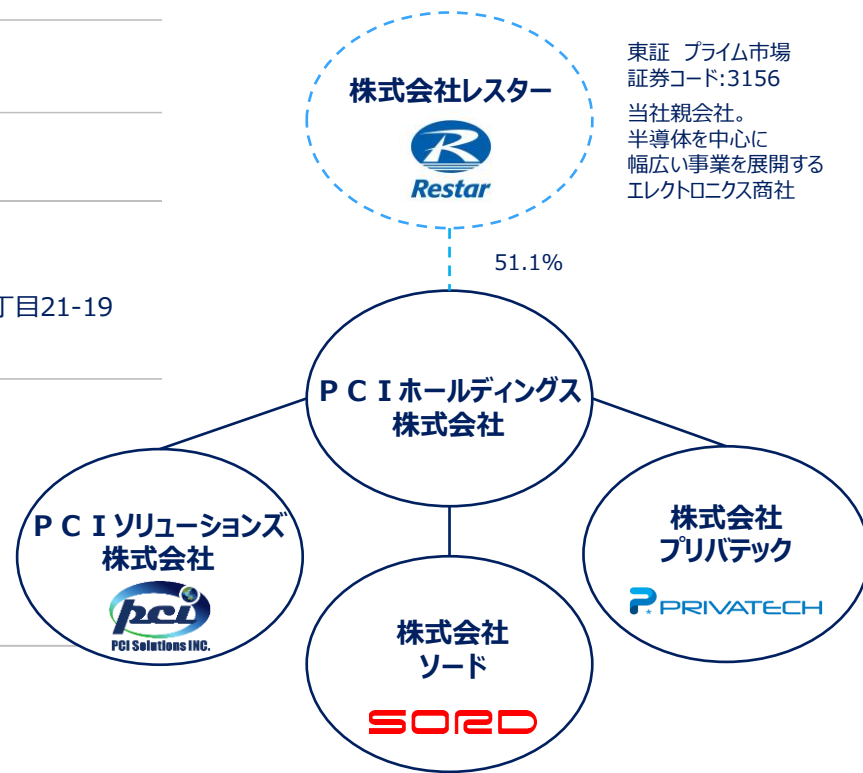 株式会社レスター
Restar
東証 プライム市場
証券コード:3156
当社親会社。
半導体を中心に
幅広い事業を展開する
エレクトロニクス商社
51.1%
丁目21-19
ＰＣＩホールディングス
株式会社
ＰＣＩソリューションズ
株式会社
pci
PCI Solutions INC.
株式会社
ソード
SORD
株式会社
プリバテック
PRIVATECH